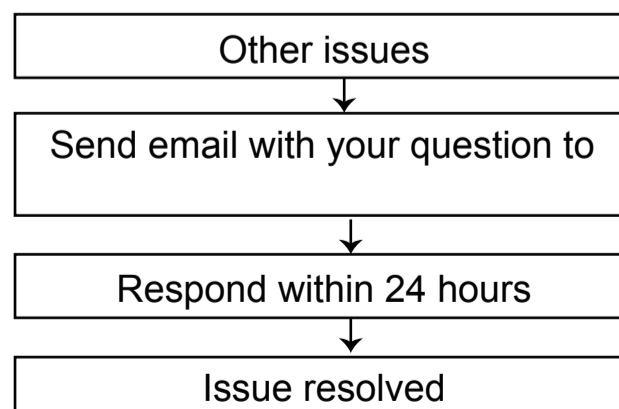 Other issues
Send email with your question to
Respond within 24 hours
Issue resolved